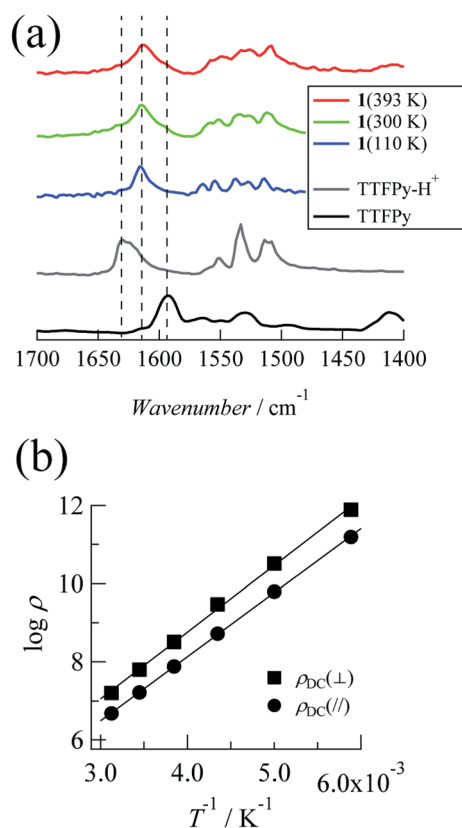 (a)
1(393 K)
1(300 K)
1(110 K)
TTFPy-H⁺
TTFPy
1700 1650 1600 1550 1500 1450 1400
Wavenumber / cm⁻¹
(b)
12
10
8
6
log ρ
ρDC(⊥)
ρDC(//)
3.0 4.0 5.0 6.0x10⁻³
T⁻¹ / K⁻¹